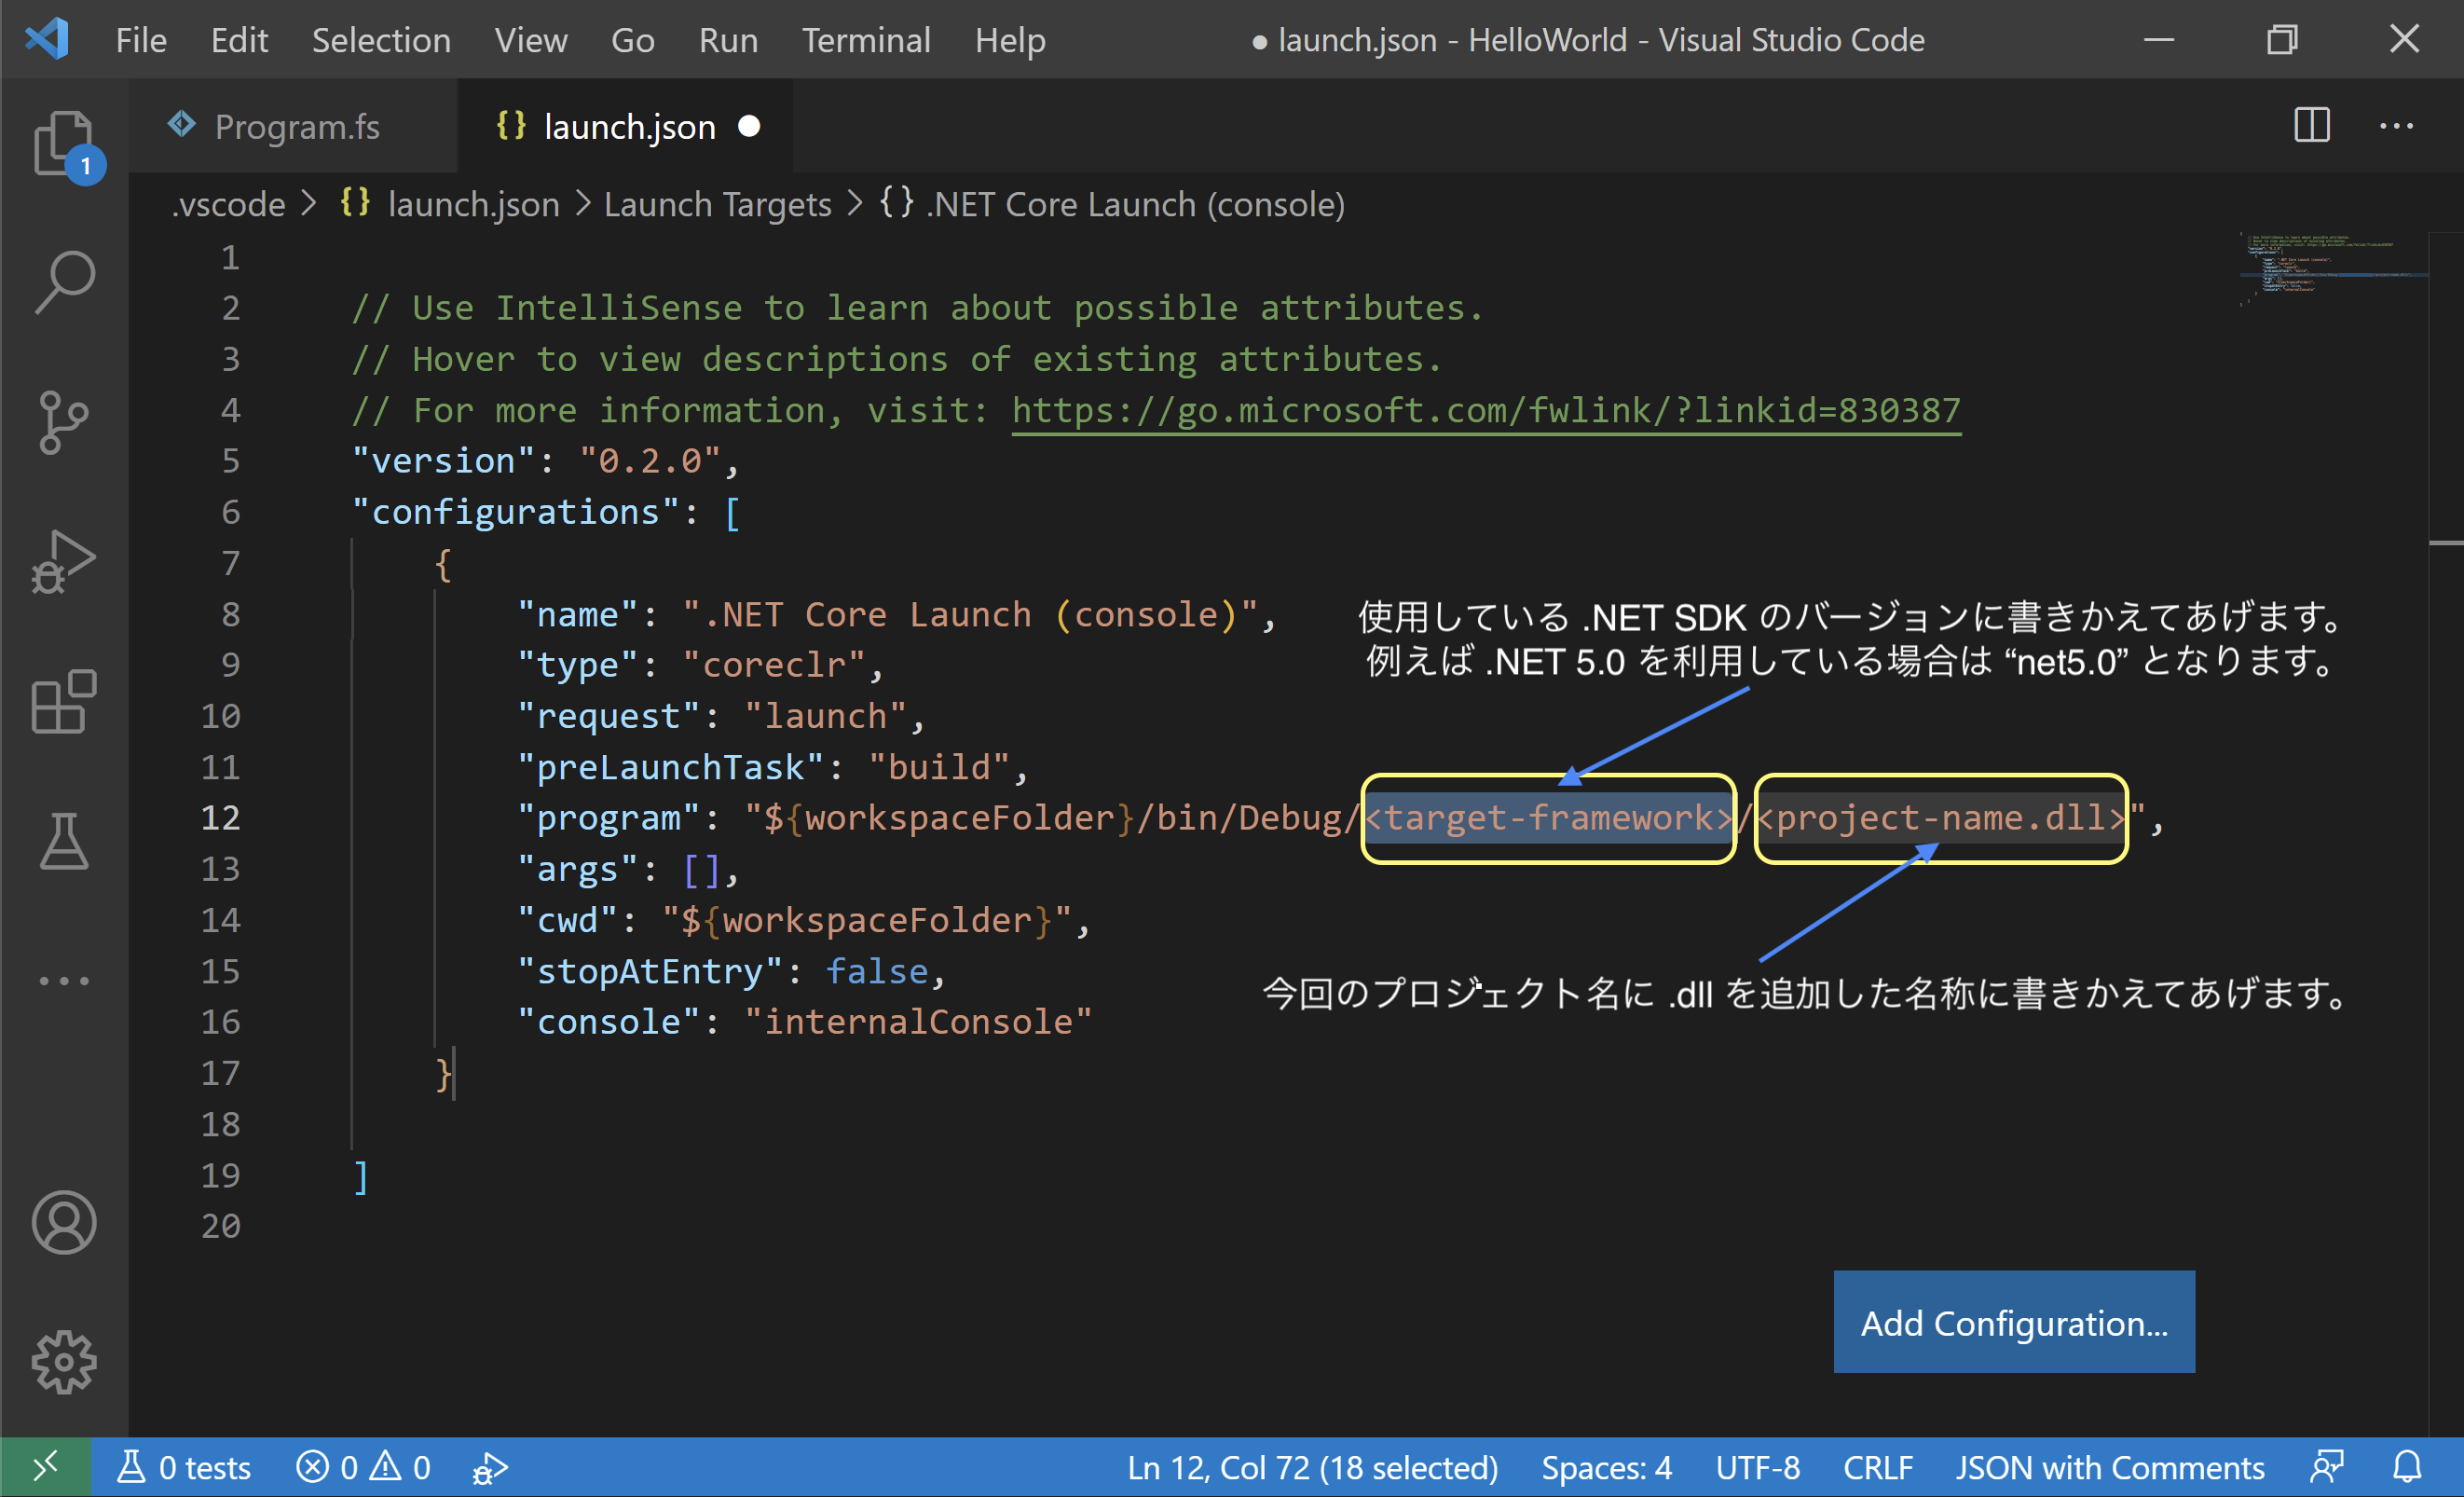 File Edit Selection View Go Run Terminal Help ● launch.json - HelloWorld - Visual Studio Code
Program.fs {} launch.json ●
1
.vscode > {} launch.json > Launch Targets > {} .NET Core Launch (console)
1
2 // Use IntelliSense to learn about possible attributes.
3 // Hover to view descriptions of existing attributes.
4 // For more information, visit: https://go.microsoft.com/fwlink/?linkid=830387
5 "version": "0.2.0",
6 "configurations": [
7 {
8 "name": ".NET Core Launch (console)",
使用している .NET SDK のバージョンに書きかえてあげます。
例えば .NET 5.0 を利用している場合は “net5.0” となります。
9 "type": "coreclr",
10 "request": "launch",
11 "preLaunchTask": "build",
12 "program": "${workspaceFolder}/bin/Debug/<target-framework>/<project-name.dll>",
13 "args": [],
14 "cwd": "${workspaceFolder}",
15 "stopAtEntry": false,
今回のプロジェクト名に .dll を追加した名称に書きかえてあげます。
16 "console": "internalConsole"
17 }
18
19 ]
20
Add Configuration...
0 tests 0 0 Ln 12, Col 72 (18 selected) Spaces: 4 UTF-8 CRLF JSON with Comments